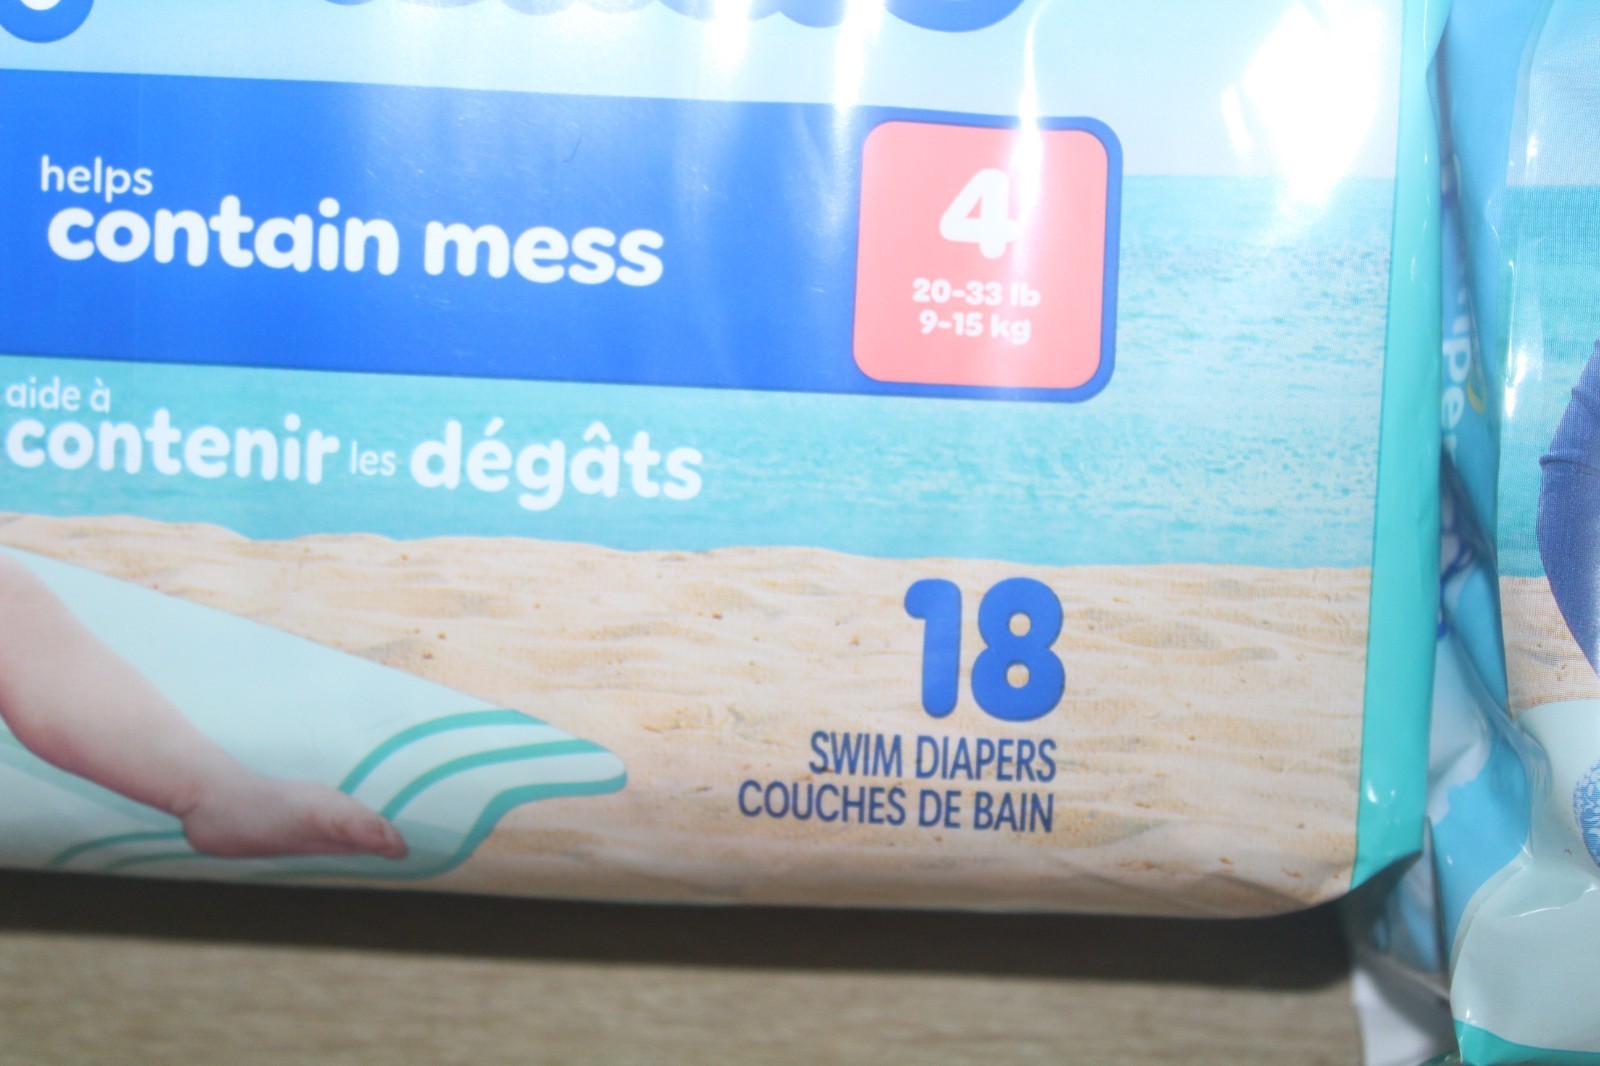 helps
contain mess
4
20-33 lb
9-15 kg
aide à
contenir les dégâts
18
SWIM DIAPERS
COUCHES DE BAIN